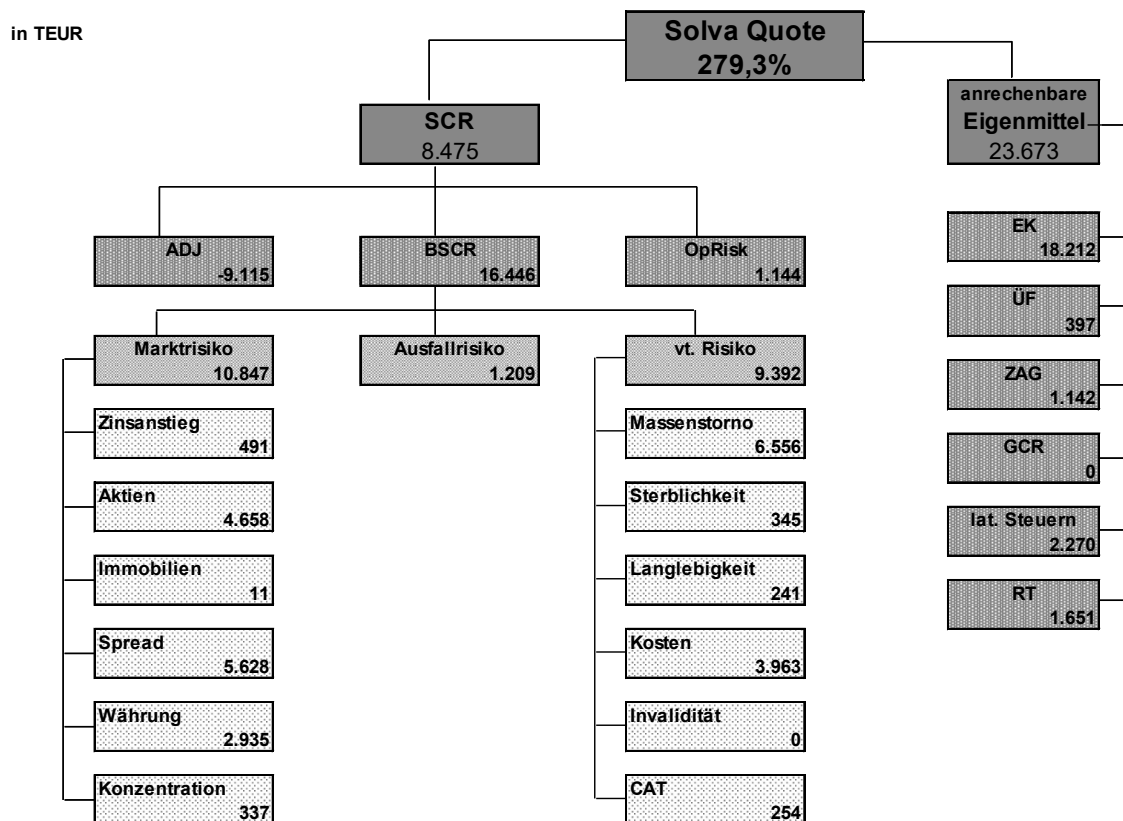 in TEUR
Solva Quote
279,3%
SCR
8.475
anrechenbare
Eigenmittel
23.673
ADJ
-9.115
BSCR
16.446
OpRisk
1.144
EK
18.212
ÜF
397
ZAG
1.142
GCR
0
lat. Steuern
2.270
RT
1.651
Marktrisiko
10.847
Ausfallrisiko
1.209
vt. Risiko
9.392
Zinsanstieg
491
Aktien
4.658
Immobilien
11
Spread
5.628
Währung
2.935
Konzentration
337
Massenstorno
6.556
Sterblichkeit
345
Langlebigkeit
241
Kosten
3.963
Invalidität
0
CAT
254